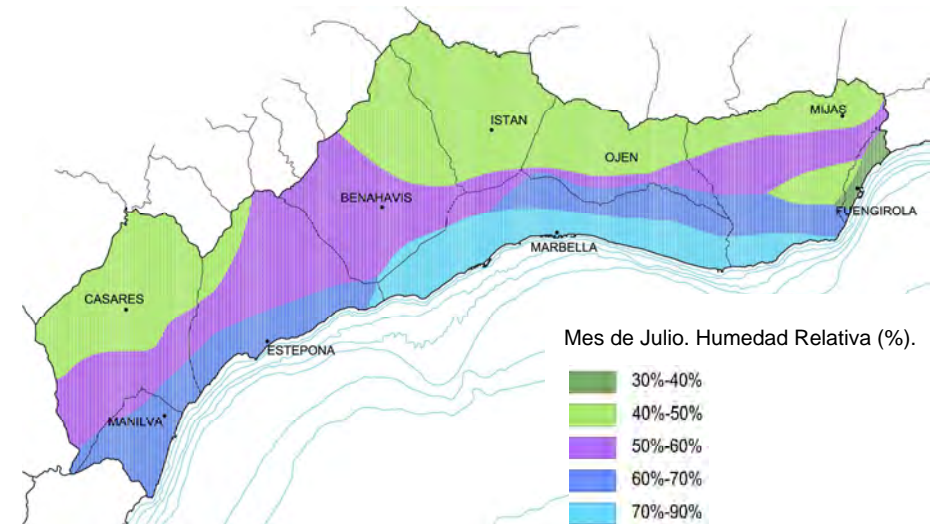 MIJAS
ISTAN
OJEN
BENAHAVIS
FUENGIROLA
MARBELLA
CASARES
ESTEPONA
MANILVA
Mes de Julio. Humedad Relativa (%).
30%-40%
40%-50%
50%-60%
60%-70%
70%-90%